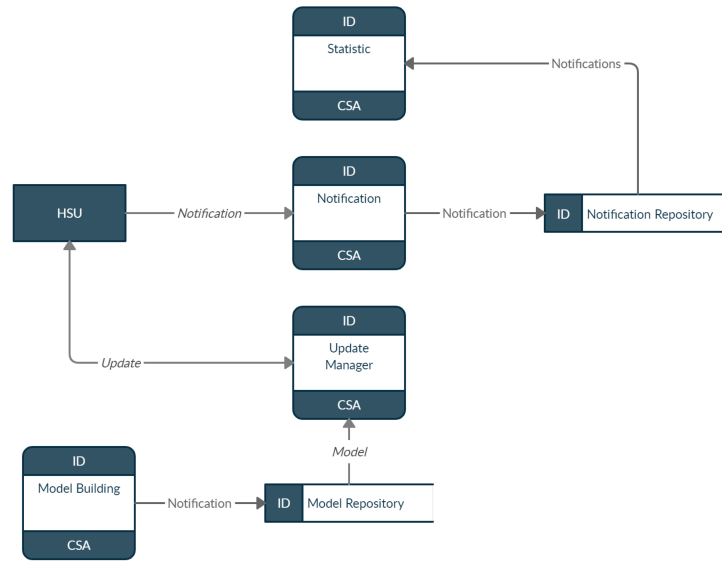 ID
Statistic
CSA
Notifications
ID
Notification
CSA
HSU
Notification
Notification
ID
Notification Repository
ID
Update
Manager
CSA
Update
Model
ID
Model Building
CSA
Notification
ID
Model Repository